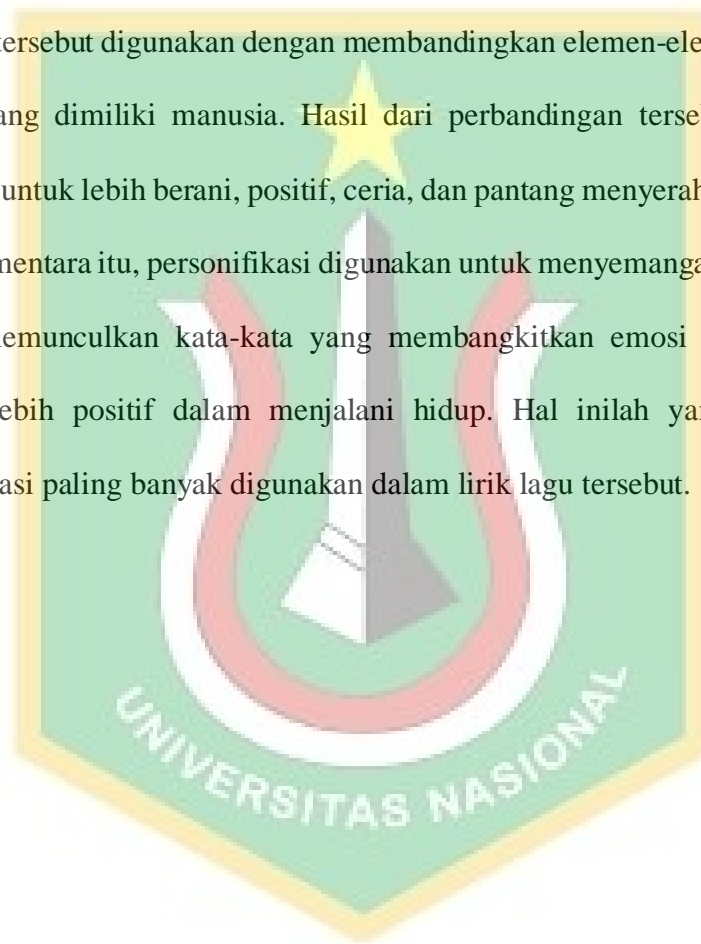 tersebut digunakan dengan membandingkan elemen-ele
ang dimiliki manusia. Hasil dari perbandingan terse
untuk lebih berani, positif, ceria, dan pantang menyerah
mentara itu, personifikasi digunakan untuk menyemanga
emunculkan kata-kata yang membangkitkan emosi
ebih positif dalam menjalani hidup. Hal inilah ya
asi paling banyak digunakan dalam lirik lagu tersebut.
UNIVERSITAS NASIONAL